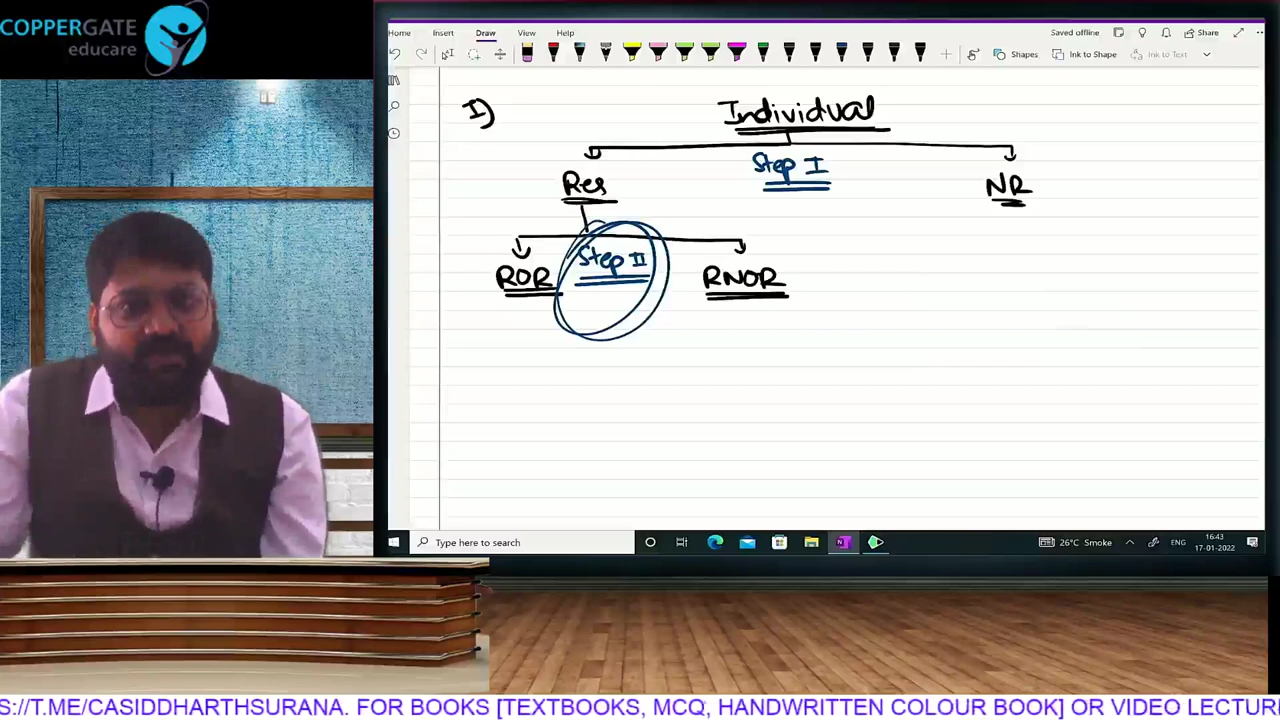 COPPERGATE
educare
Home Insert Draw View Help
Saved offline
Share
Shapes
Ink to Shape
Ink to Text
I)
Individual
Step I
Res
NR
Step II
ROR
RNOR
Type here to search
26°C Smoke
ENG
16:43
17-01-2022
S://T.ME/CASIDDHARTHSURANA. FOR BOOKS [TEXTBOOKS, MCQ, HANDWRITTEN COLOUR BOOK] OR VIDEO LECTUR